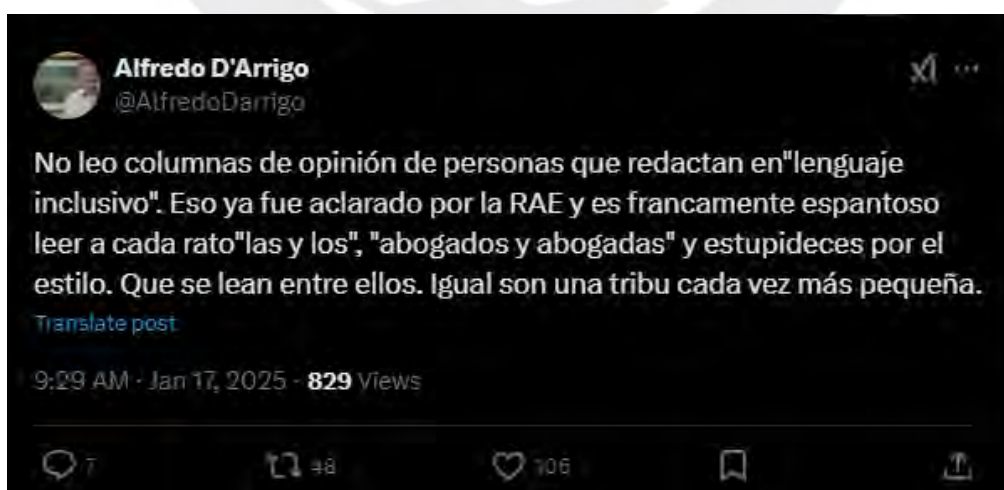 Alfredo D'Arrigo
@AlfredoDarrigo
No leo columnas de opinión de personas que redactan en"lenguaje
inclusivo". Eso ya fue aclarado por la RAE y es francamente espantoso
leer a cada rato"las y los", "abogados y abogadas" y estupideces por el
estilo. Que se lean entre ellos. Igual son una tribu cada vez más pequeña.
Translate post
9:29 AM · Jan 17, 2025 · 829 Views
7 48 106